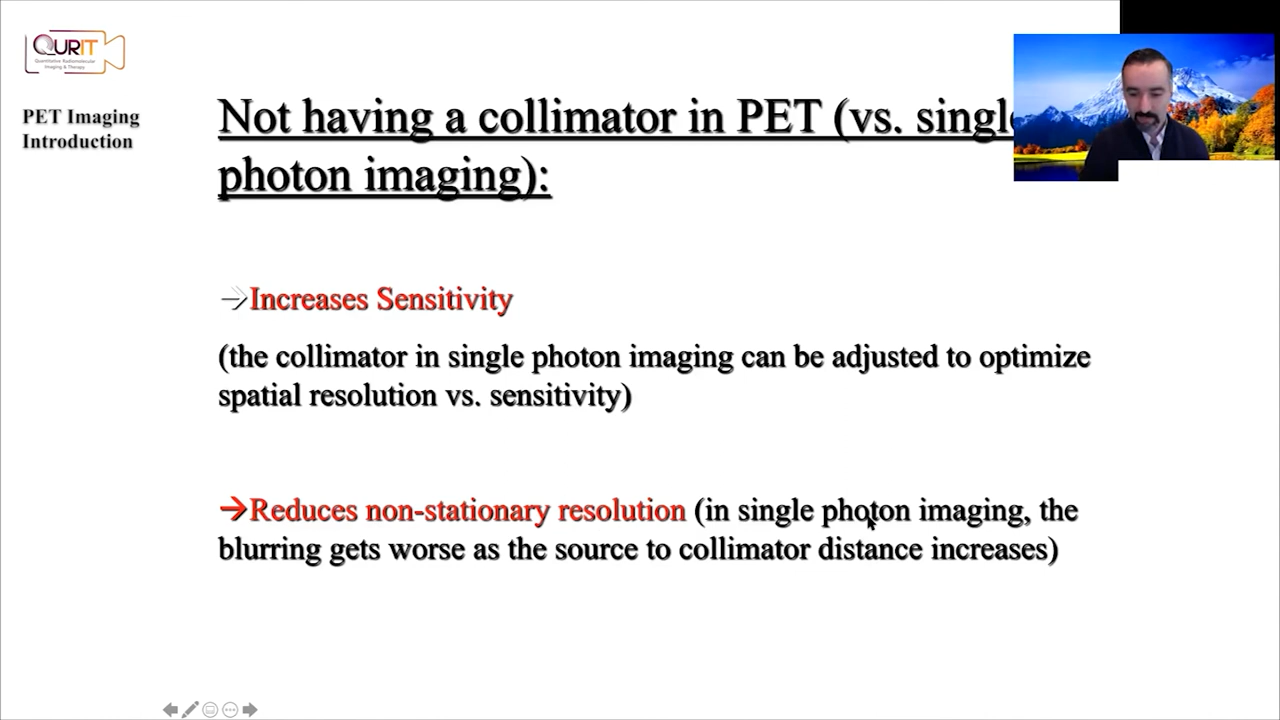 QURIT
Quantitative Radiomolecular
Imaging & Therapy
PET Imaging
Introduction
Not having a collimator in PET (vs. single
photon imaging):
→Increases Sensitivity
(the collimator in single photon imaging can be adjusted to optimize
spatial resolution vs. sensitivity)
→Reduces non-stationary resolution (in single photon imaging, the
blurring gets worse as the source to collimator distance increases)